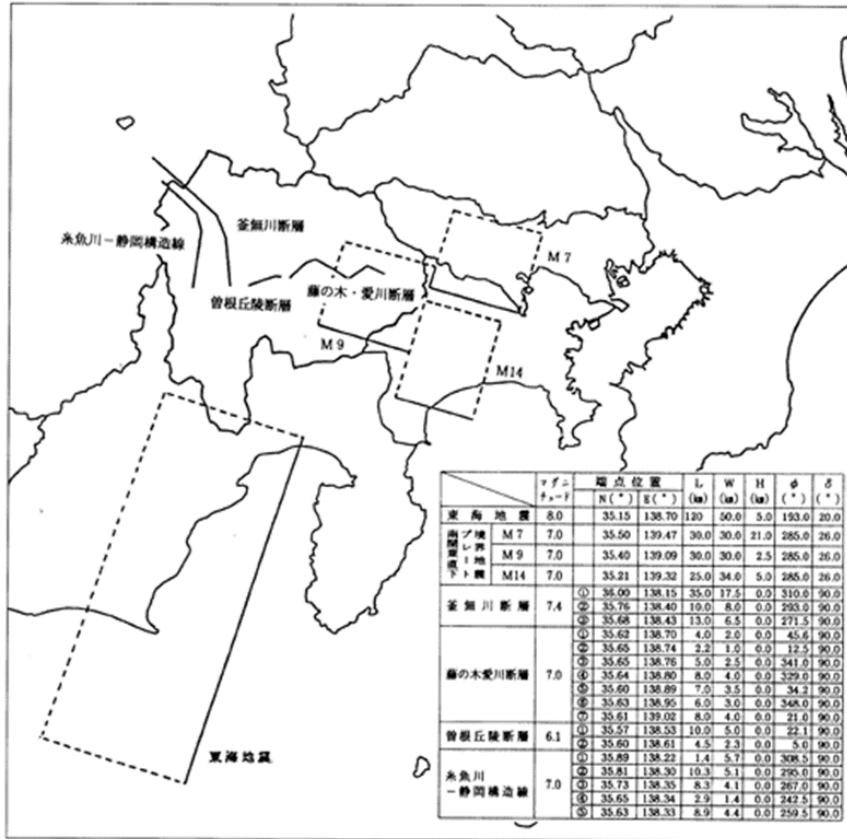 釜無川断層
糸魚川－静岡構造線
M 7
曽根丘陵断層
藤の木・愛川断層
M 9
M14
東海地震
マグニチュード 端点位置 L W H φ δ
N(°) E(°) (km) (km) (km) (°) (°)
東海地震 8.0 35.15 138.70 120 50.0 5.0 193.0 20.0
南関東直下プレート境界地震
M 7 7.0 35.50 139.47 30.0 30.0 21.0 285.0 26.0
M 9 7.0 35.40 139.09 30.0 30.0 2.5 285.0 26.0
M14 7.0 35.21 139.32 25.0 34.0 5.0 285.0 26.0
釜無川断層 7.4
① 36.00 138.15 35.0 17.5 0.0 310.0 90.0
② 35.76 138.40 10.0 8.0 0.0 293.0 90.0
③ 35.68 138.43 13.0 6.5 0.0 271.5 90.0
藤の木愛川断層 7.0
① 35.62 138.70 4.0 2.0 0.0 45.6 90.0
② 35.65 138.74 2.2 1.0 0.0 12.5 90.0
③ 35.65 138.76 5.0 2.5 0.0 341.0 90.0
④ 35.64 138.80 8.0 4.0 0.0 329.0 90.0
⑤ 35.60 138.89 7.0 3.5 0.0 34.2 90.0
⑥ 35.63 138.95 6.0 3.0 0.0 348.0 90.0
⑦ 35.61 139.02 8.0 4.0 0.0 21.0 90.0
曽根丘陵断層 6.1
① 35.57 138.53 10.0 5.0 0.0 22.1 90.0
② 35.60 138.61 4.5 2.3 0.0 5.0 90.0
糸魚川－静岡構造線 7.0
① 35.89 138.22 1.4 5.7 0.0 308.5 90.0
② 35.81 138.30 10.3 5.1 0.0 295.0 90.0
③ 35.73 138.35 8.3 4.1 0.0 267.0 90.0
④ 35.65 138.34 2.9 1.4 0.0 242.5 90.0
⑤ 35.63 138.33 8.9 4.4 0.0 259.5 90.0